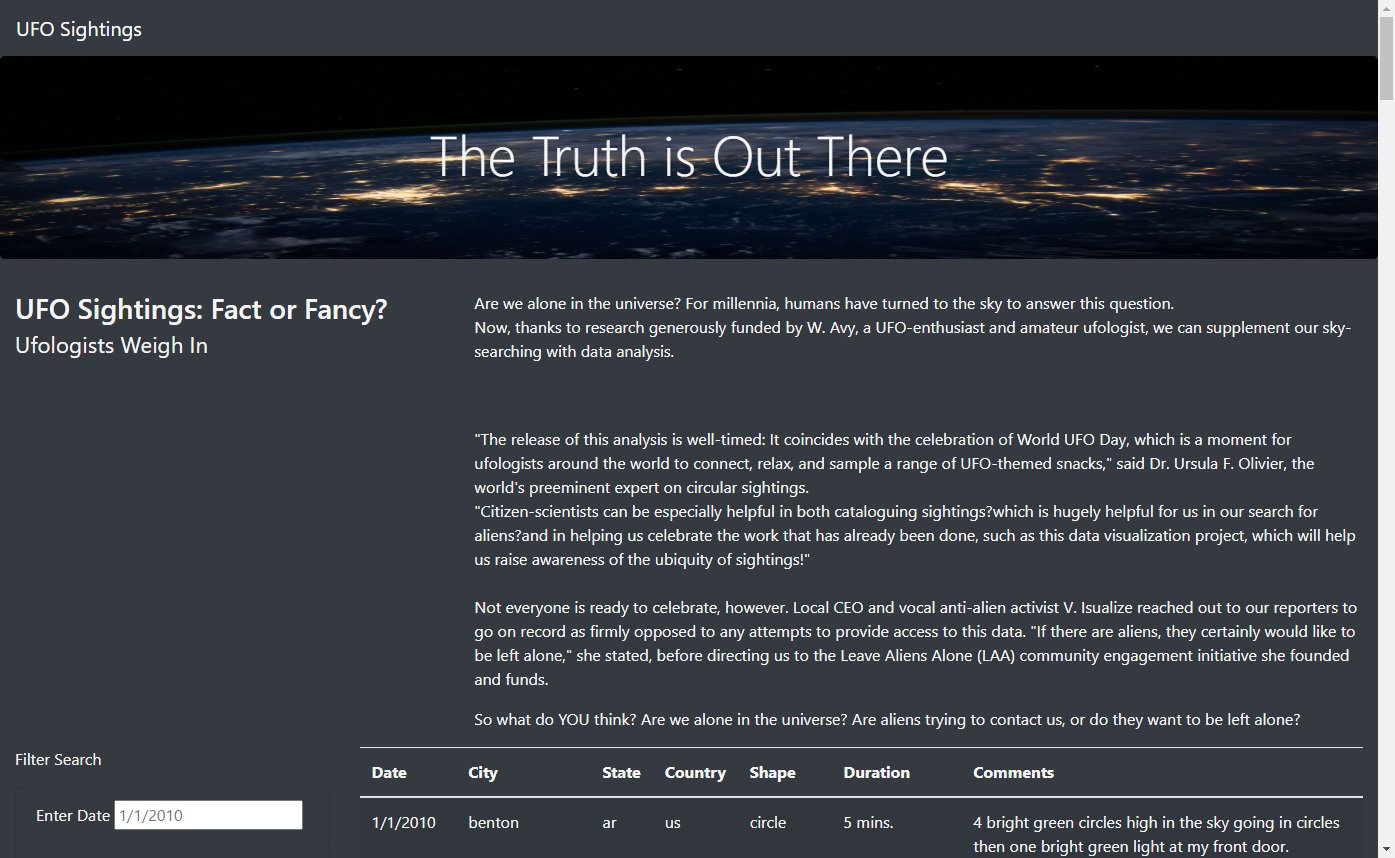 UFO Sightings
The Truth is Out There
UFO Sightings: Fact or Fancy?
Ufologists Weigh In
Are we alone in the universe? For millennia, humans have turned to the sky to answer this question.
Now, thanks to research generously funded by W. Avy, a UFO-enthusiast and amateur ufologist, we can supplement our sky-
searching with data analysis.
"The release of this analysis is well-timed: It coincides with the celebration of World UFO Day, which is a moment for
ufologists around the world to connect, relax, and sample a range of UFO-themed snacks," said Dr. Ursula F. Olivier, the
world's preeminent expert on circular sightings.
"Citizen-scientists can be especially helpful in both cataloguing sightings?which is hugely helpful for us in our search for
aliens?and in helping us celebrate the work that has already been done, such as this data visualization project, which will help
us raise awareness of the ubiquity of sightings!"
Not everyone is ready to celebrate, however. Local CEO and vocal anti-alien activist V. Isualize reached out to our reporters to
go on record as firmly opposed to any attempts to provide access to this data. "If there are aliens, they certainly would like to
be left alone," she stated, before directing us to the Leave Aliens Alone (LAA) community engagement initiative she founded
and funds.
So what do YOU think? Are we alone in the universe? Are aliens trying to contact us, or do they want to be left alone?
Filter Search
Enter Date 1/1/2010
Date City State Country Shape Duration Comments
1/1/2010 benton ar us circle 5 mins. 4 bright green circles high in the sky going in circles
then one bright green light at my front door.